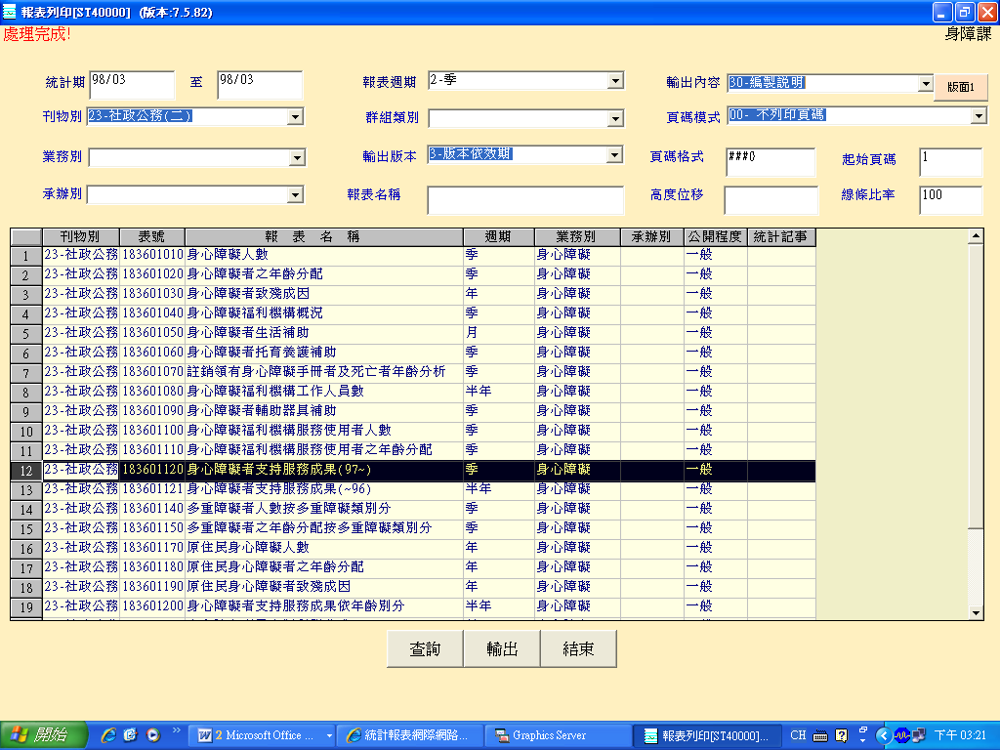 報表列印[ST40000] (版本:7.5.82)
處理完成!
身障課
統計期 98/03 至 98/03 報表週期 2-季 輸出內容 30-編製說明 版面1
刊物別 23-社政公務(二) 群組類別 頁碼模式 00- 不列印頁碼
業務別 輸出版本 3-版本依效期 頁碼格式 ###0 起始頁碼 1
承辦別 報表名稱 高度位移 線條比率 100
刊物別 表號 報 表 名 稱 週期 業務別 承辦別 公開程度 統計記事
1 23-社政公務 183601010 身心障礙人數 季 身心障礙 一般
2 23-社政公務 183601020 身心障礙者之年齡分配 季 身心障礙 一般
3 23-社政公務 183601030 身心障礙者致殘成因 年 身心障礙 一般
4 23-社政公務 183601040 身心障礙福利機構概況 季 身心障礙 一般
5 23-社政公務 183601050 身心障礙者生活補助 月 身心障礙 一般
6 23-社政公務 183601060 身心障礙者托育養護補助 季 身心障礙 一般
7 23-社政公務 183601070 註銷領有身心障礙手冊者及死亡者年齡分析 季 身心障礙 一般
8 23-社政公務 183601080 身心障礙福利機構工作人員數 半年 身心障礙 一般
9 23-社政公務 183601090 身心障礙者輔助器具補助 季 身心障礙 一般
10 23-社政公務 183601100 身心障礙福利機構服務使用者人數 季 身心障礙 一般
11 23-社政公務 183601110 身心障礙福利機構服務使用者之年齡分配 季 身心障礙 一般
12 23-社政公務 183601120 身心障礙者支持服務成果(97~) 季 身心障礙 一般
13 23-社政公務 183601121 身心障礙者支持服務成果(~96) 半年 身心障礙 一般
14 23-社政公務 183601140 多重障礙者人數按多重障礙類別分 季 身心障礙 一般
15 23-社政公務 183601150 多重障礙者之年齡分配按多重障礙類別分 季 身心障礙 一般
16 23-社政公務 183601170 原住民身心障礙人數 年 身心障礙 一般
17 23-社政公務 183601180 原住民身心障礙者之年齡分配 年 身心障礙 一般
18 23-社政公務 183601190 原住民身心障礙者致殘成因 年 身心障礙 一般
19 23-社政公務 183601200 身心障礙者支持服務成果依年齡別分 半年 身心障礙 一般
查詢 輸出 結束
開始 » 2 Microsoft Office ... 統計報表網際網路... Graphics Server 報表列印[ST40000]... CH 下午 03:21